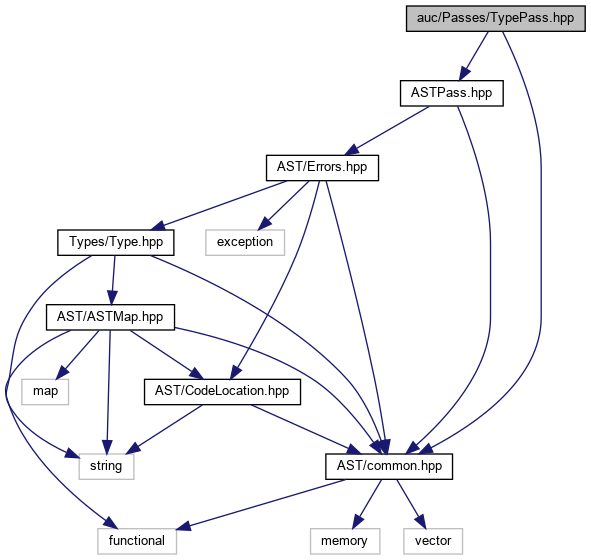 auc/Passes/TypePass.hpp
ASTPass.hpp
AST/Errors.hpp
Types/Type.hpp
exception
AST/ASTMap.hpp
map
AST/CodeLocation.hpp
string
AST/common.hpp
functional
memory
vector